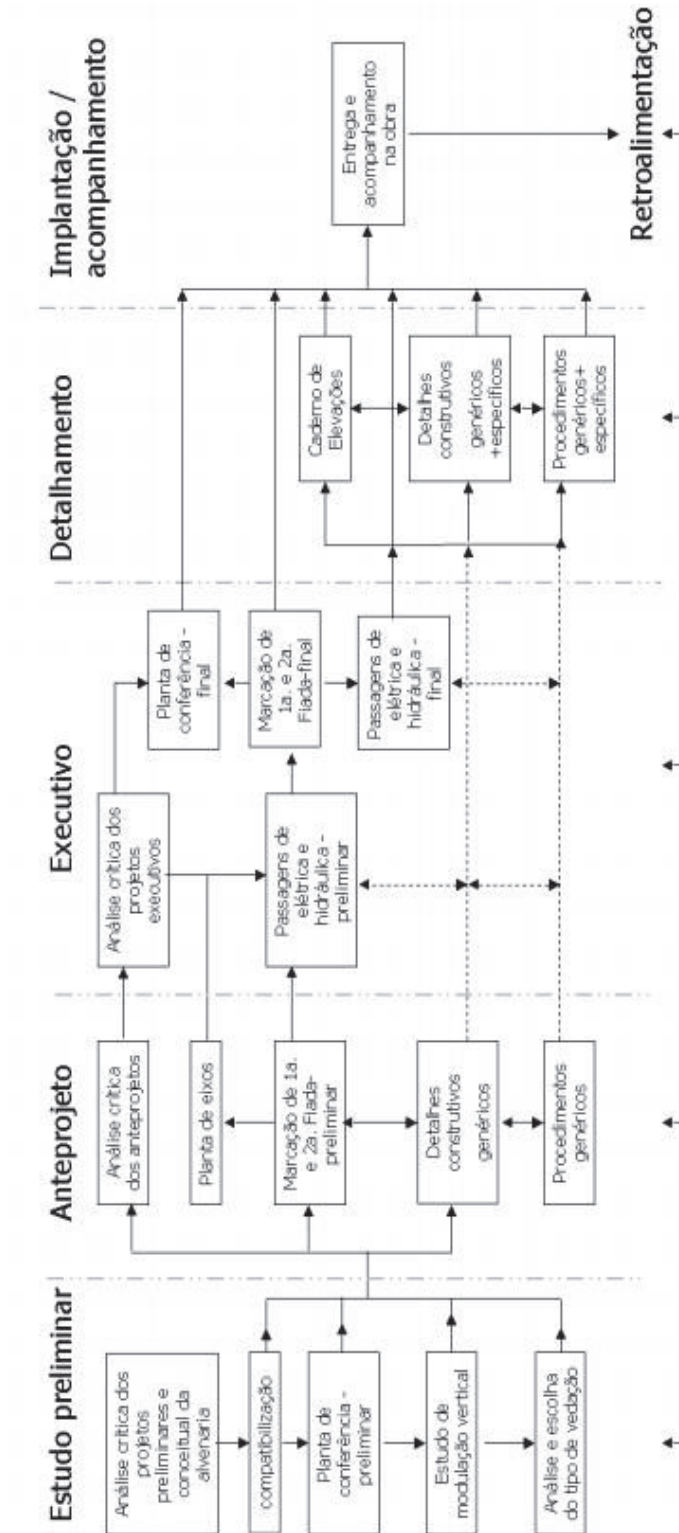 Estudo preliminar
Análise crítica dos
projetos
preliminares e
conceitual da
alvenaria
compatibilização
Planta de
conferência –
preliminar
Estudo de
modulação vertical
Análise e escolha
do tipo de vedação
Anteprojeto
Análise crítica
dos anteprojetos
Planta de eixos
Marcação de 1a.
e 2a. Fiada-
preliminar
Detalhes
construtivos
genéricos
Procedimentos
genéricos
Executivo
Análise crítica dos
projetos
executivos
Passagens de
elétrica e
hidráulica –
preliminar
Planta de
conferência –
final
Marcação de
1a. e 2a.
Fiada-final
Passagens de
elétrica e
hidráulica –
final
Detalhamento
Caderno de
Elevações
Detalhes
construtivos
genéricos
+específicos
Procedimentos
genéricos+
específicos
Implantação /
acompanhamento
Entrega e
acompanhamento
na obra
Retroalimentação